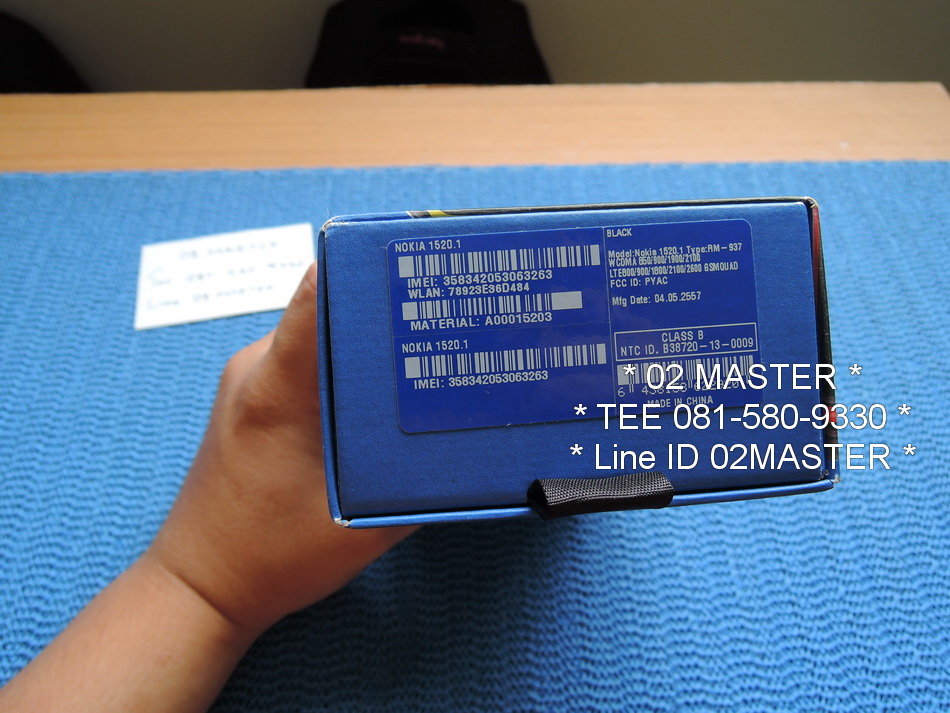 NOKIA 1520.1
IMEI: 358342053063263
WLAN: 78923E36D484
MATERIAL: A00015203
NOKIA 1520.1
IMEI: 358342053063263
BLACK
Model:Nokia 1520.1 Type:RM-937
WCDMA 850/900/1900/2100
LTE800/900/1800/2100/2600 GSMQUAD
FCC ID: PYAC
Mfg Date: 04.05.2557
CLASS B
NTC ID. B38720-13-0009
MADE IN CHINA
* 02 MASTER *
* TEE 081-580-9330 *
* Line ID 02MASTER *